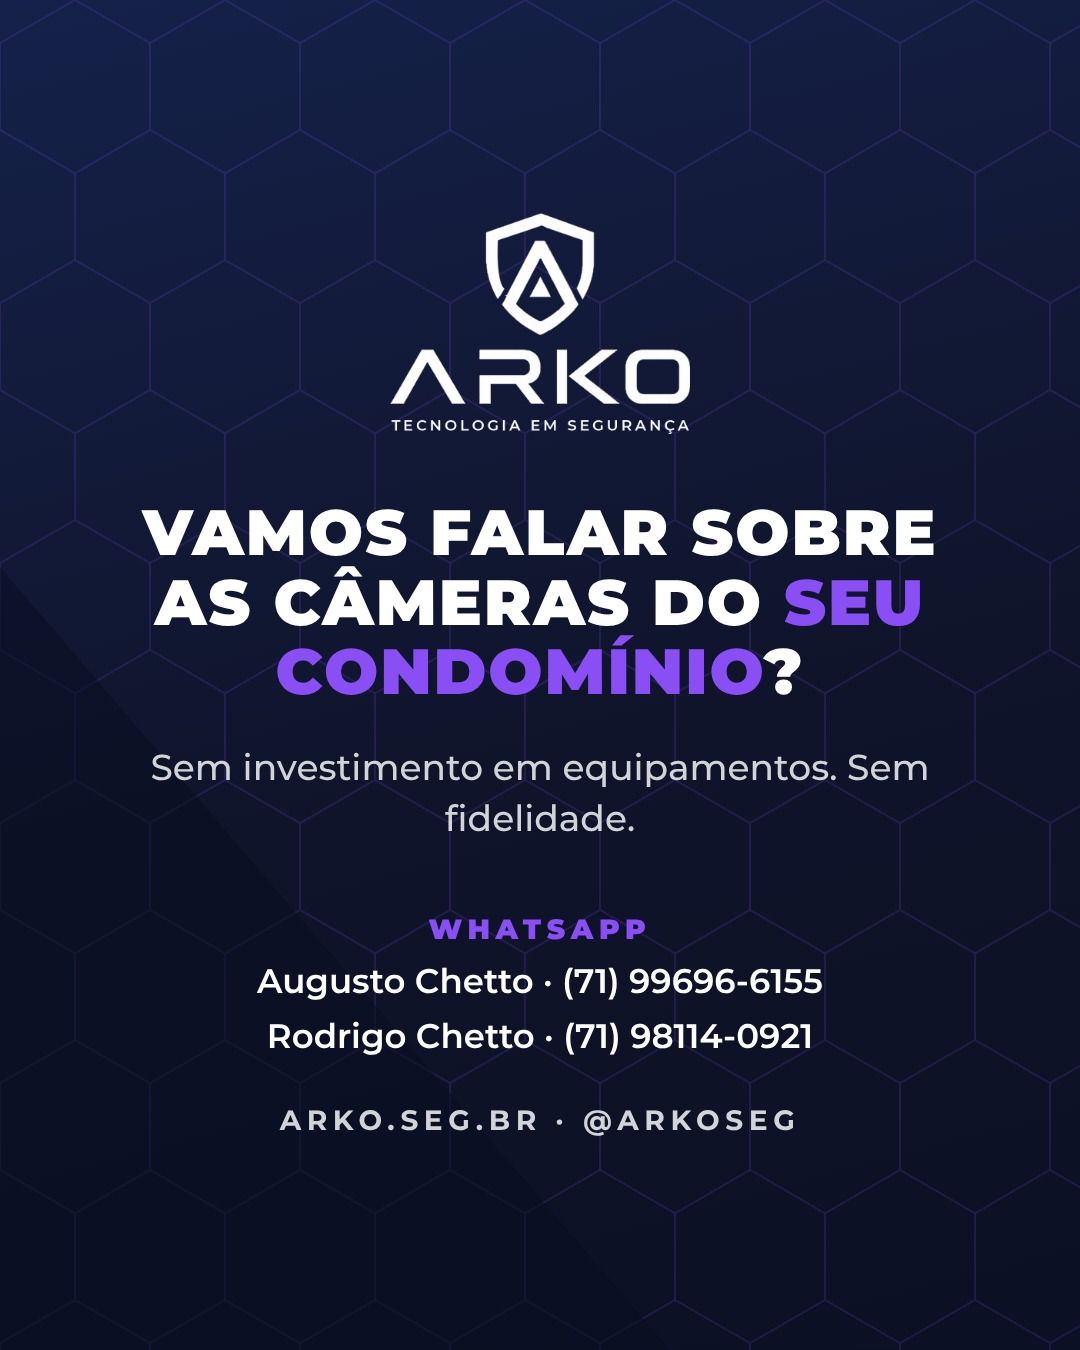 ARKO
TECNOLOGIA EM SEGURANÇA
VAMOS FALAR SOBRE
AS CÂMERAS DO SEU
CONDOMÍNIO?
Sem investimento em equipamentos. Sem
fidelidade.
WHATSAPP
Augusto Chetto · (71) 99696-6155
Rodrigo Chetto · (71) 98114-0921
ARKO.SEG.BR · @ARKOSEG